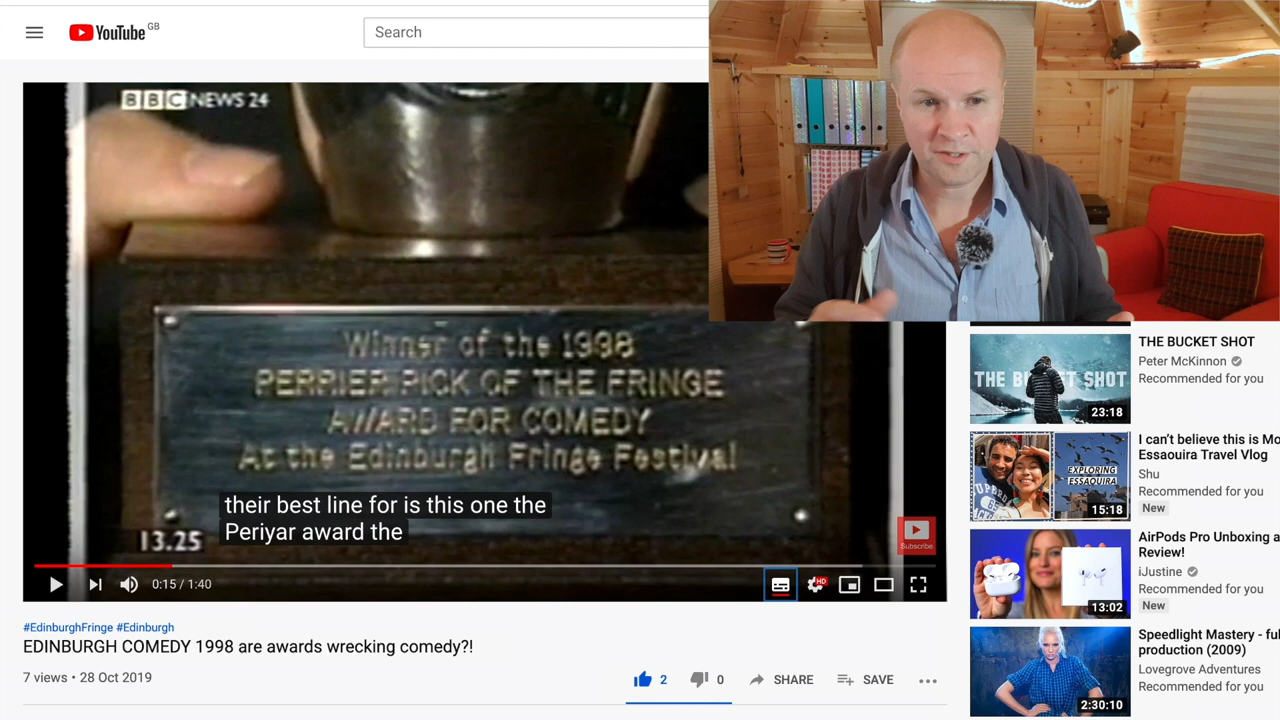 YouTube GB
Search
BBC NEWS 24
Winner of the 1998
PERRIER PICK OF THE FRINGE
AWARD FOR COMEDY
At the Edinburgh Fringe Festival
their best line for is this one the
Periyar award the
13.25
Subscribe
0:15 / 1:40
HD
#EdinburghFringe #Edinburgh
EDINBURGH COMEDY 1998 are awards wrecking comedy?!
7 views • 28 Oct 2019
2
0
SHARE
SAVE
THE BUCKET SHOT
23:18
THE BUCKET SHOT
Peter McKinnon
Recommended for you
EXPLORING
ESSAOUIRA
15:18
I can't believe this is Mo
Essaouira Travel Vlog
Shu
Recommended for you
New
13:02
AirPods Pro Unboxing a
Review!
iJustine
Recommended for you
New
2:30:10
Speedlight Mastery - ful
production (2009)
Lovegrove Adventures
Recommended for you